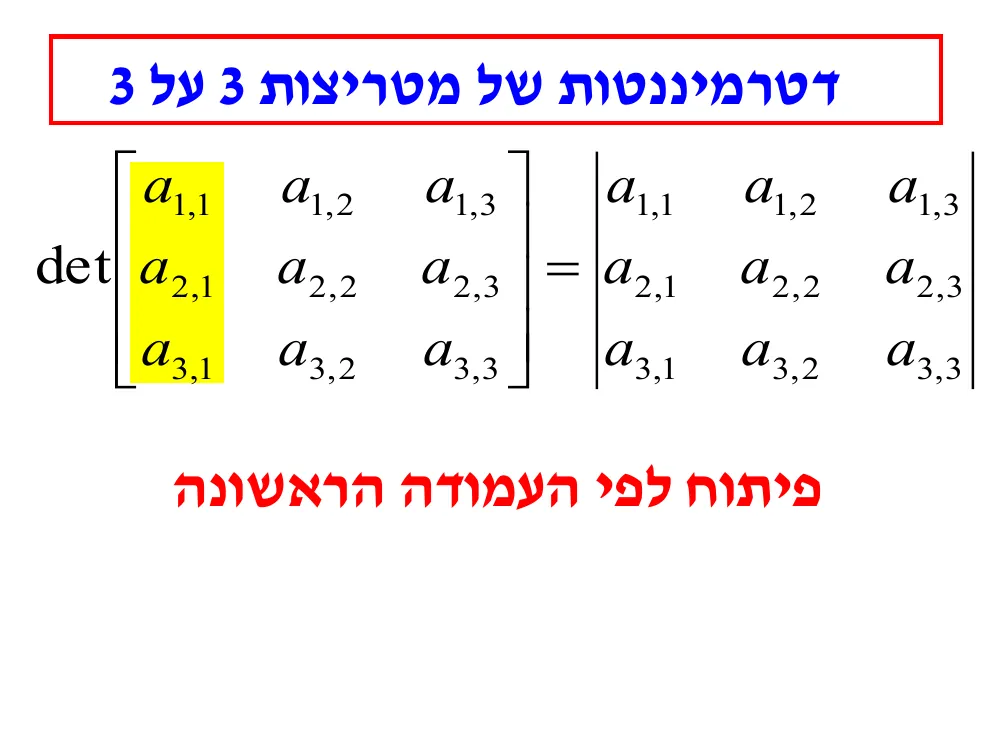 דטרמיננטות של מטריצות 3 על 3
a1,1 a1,2 a1,3 a1,1 a1,2 a1,3
det a2,1 a2,2 a2,3 = a2,1 a2,2 a2,3
a3,1 a3,2 a3,3 a3,1 a3,2 a3,3
פיתוח לפי העמודה הראשונה